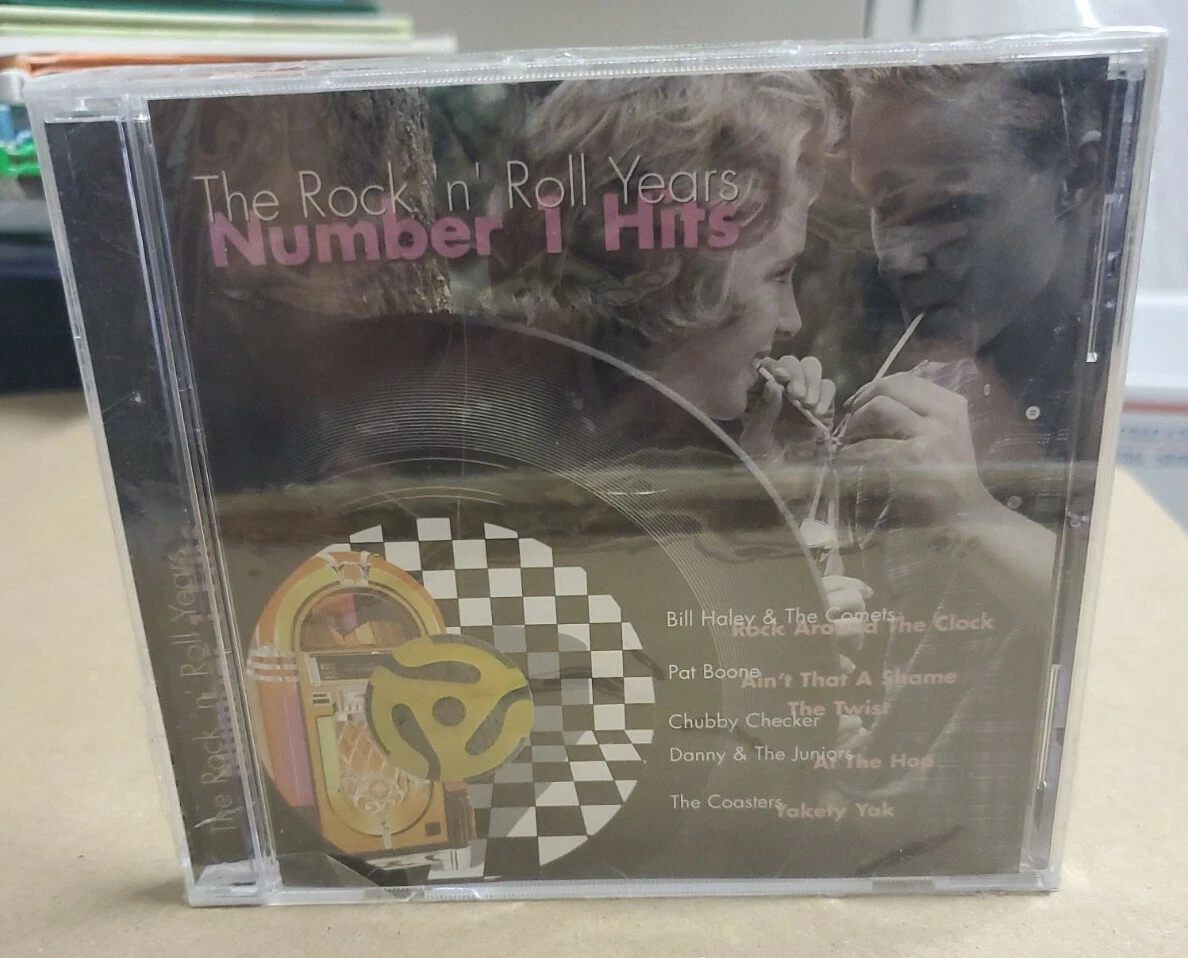 The Rock 'n' Roll Years
Number 1 Hits
Bill Haley & The Comets
Rock Around The Clock
Pat Boone
Ain't That A Shame
The Twist
Chubby Checker
Danny & The Juniors
At The Hop
The Coasters
Yakety Yak
The Rock 'n' Roll Years